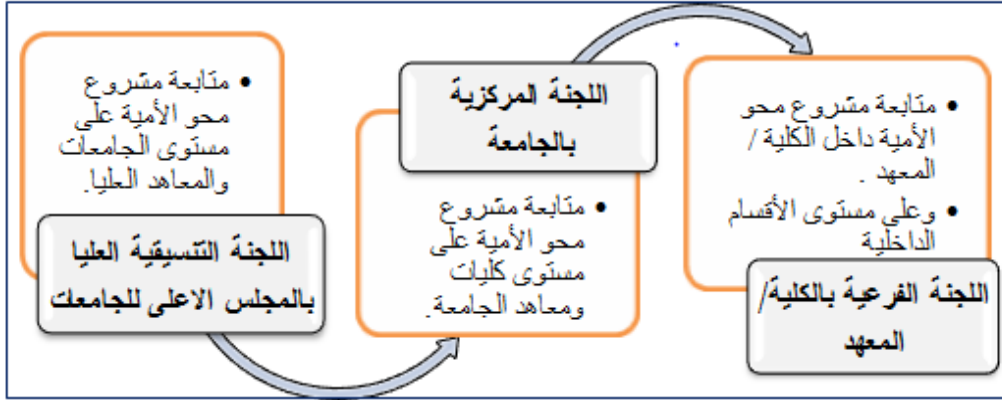 • متابعة مشروع
محو الأمية على
مستوى الجامعات
والمعاهد العليا.
اللجنة التنسيقية العليا
بالمجلس الاعلى للجامعات
اللجنة المركزية
بالجامعة
• متابعة مشروع
محو الأمية على
مستوى كليات
ومعاهد الجامعة.
• متابعة مشروع محو
الأمية داخل الكلية /
المعهد .
• وعلى مستوى الأقسام
الداخلية
اللجنة الفرعية بالكلية/
المعهد